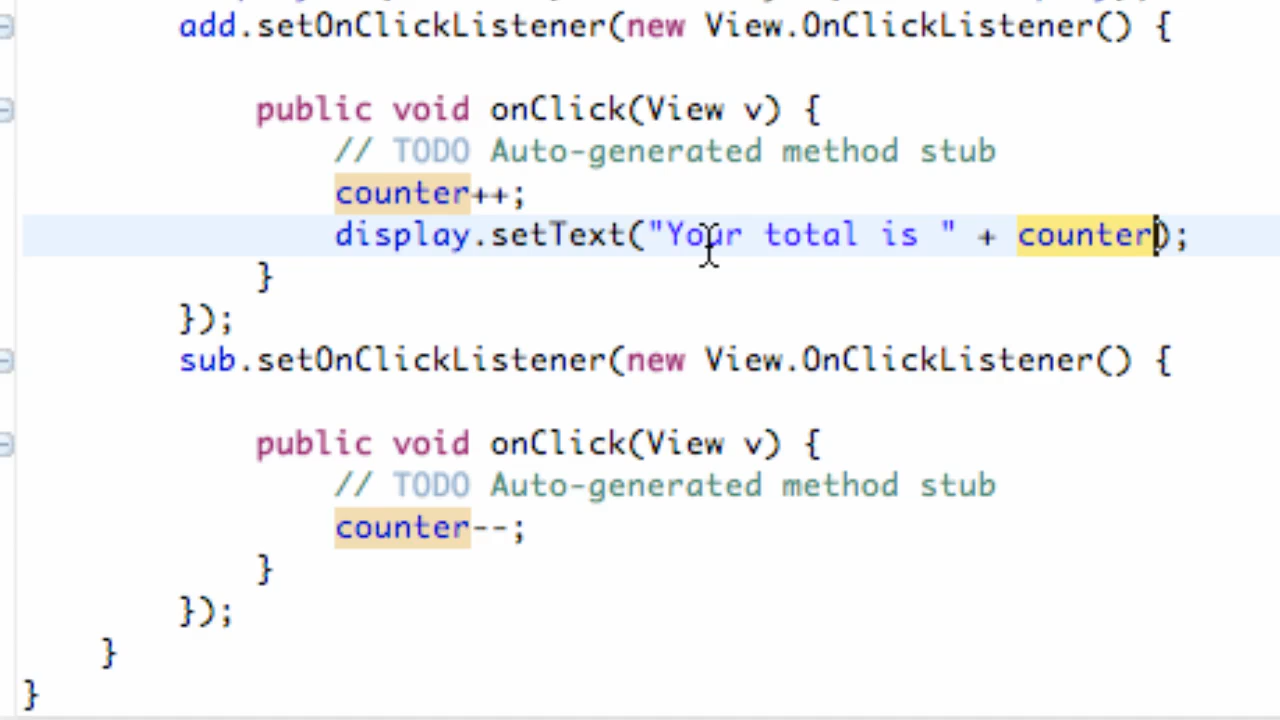 add.setOnClickListener(new View.OnClickListener() {
public void onClick(View v) {
// TODO Auto-generated method stub
counter++;
display.setText("Your total is " + counter);
}
});
sub.setOnClickListener(new View.OnClickListener() {
public void onClick(View v) {
// TODO Auto-generated method stub
counter--;
}
});
}
}